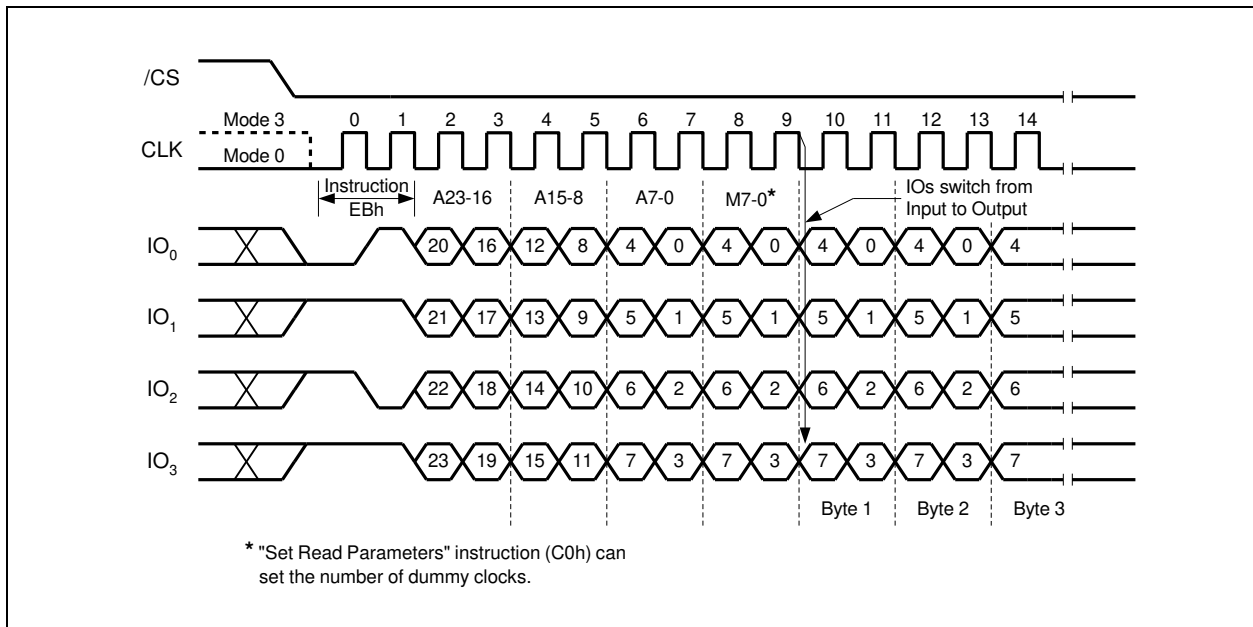 /CS
Mode 3 0 1 2 3 4 5 6 7 8 9 10 11 12 13 14
CLK
Mode 0
Instruction
EBh
A23-16 A15-8 A7-0 M7-0*
IOs switch from
Input to Output
IO0 20 16 12 8 4 0 4 0 4 0 4 0 4
IO1 21 17 13 9 5 1 5 1 5 1 5 1 5
IO2 22 18 14 10 6 2 6 2 6 2 6 2 6
IO3 23 19 15 11 7 3 7 3 7 3 7 3 7
Byte 1 Byte 2 Byte 3
* "Set Read Parameters" instruction (C0h) can
set the number of dummy clocks.